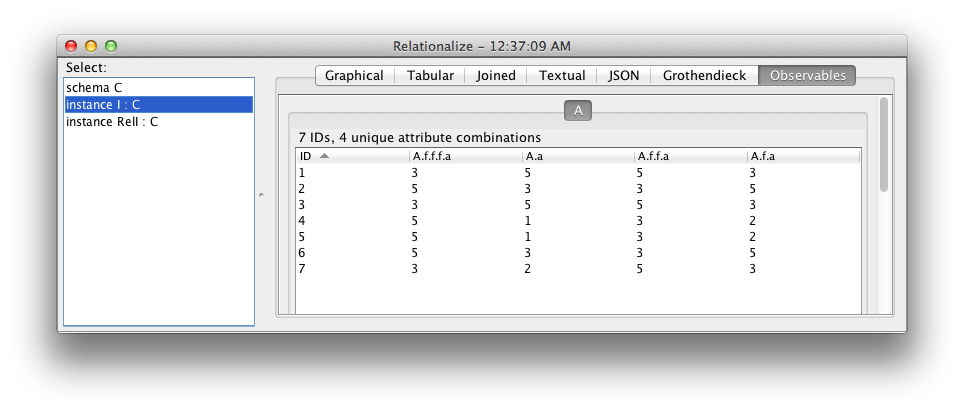 Relationalize – 12:37:09 AM
Select:
schema C
instance I : C
instance RelI : C
Graphical Tabular Joined Textual JSON Grothendieck Observables
A
7 IDs, 4 unique attribute combinations
ID A.f.f.f.a A.a A.f.f.a A.f.a
1 3 5 5 3
2 5 3 3 5
3 3 5 5 3
4 5 1 3 2
5 5 1 3 2
6 5 3 3 5
7 3 2 5 3